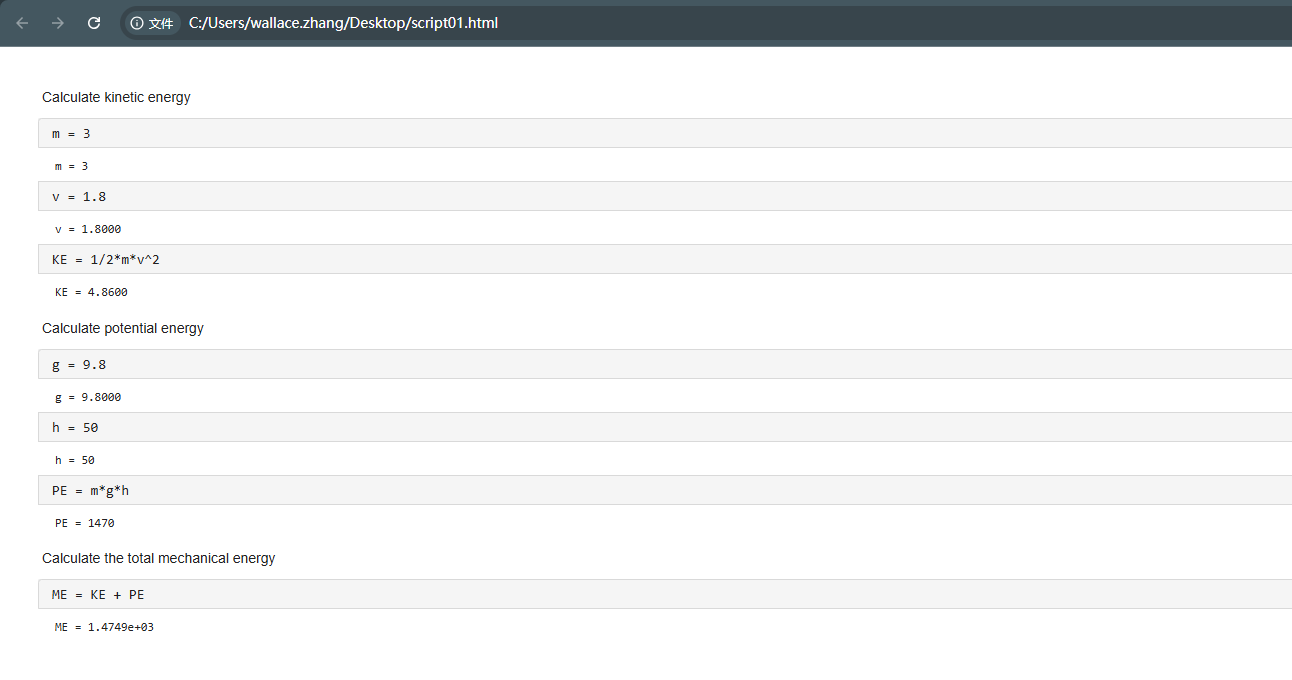 文件 C:/Users/wallace.zhang/Desktop/script01.html
Calculate kinetic energy
m = 3
m = 3
v = 1.8
v = 1.8000
KE = 1/2*m*v^2
KE = 4.8600
Calculate potential energy
g = 9.8
g = 9.8000
h = 50
h = 50
PE = m*g*h
PE = 1470
Calculate the total mechanical energy
ME = KE + PE
ME = 1.4749e+03